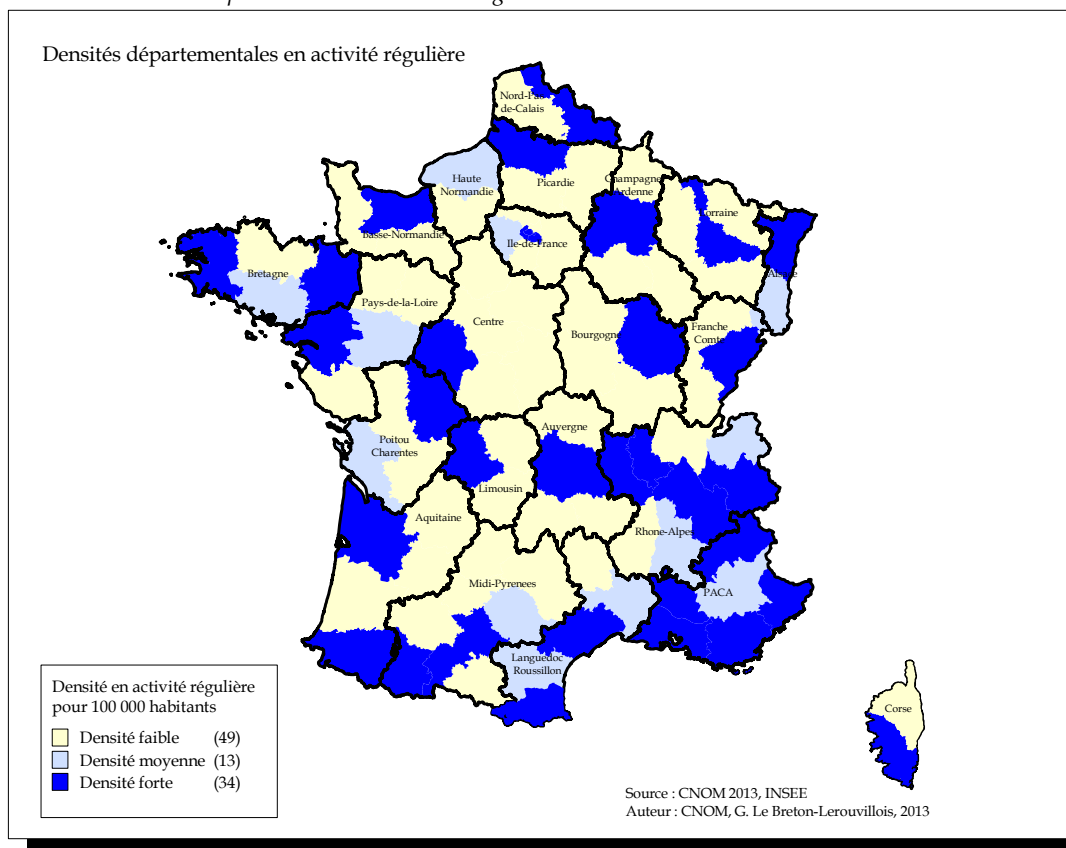 Densités départementales en activité régulière
Nord-Pas
de-Calais
Haute
Normandie
Picardie
Champagne
Ardenne
Lorraine
Basse-Normandie
Ile-de-France
Alsace
Bretagne
Pays-de-la-Loire
Centre
Bourgogne
Franche
Comte
Poitou
Charentes
Limousin
Auvergne
Rhone-Alpes
Aquitaine
Midi-Pyrenees
PACA
Languedoc
Roussillon
Corse
Densité en activité régulière
pour 100 000 habitants
Densité faible (49)
Densité moyenne (13)
Densité forte (34)
Source : CNOM 2013, INSEE
Auteur : CNOM, G. Le Breton-Lerouvillois, 2013